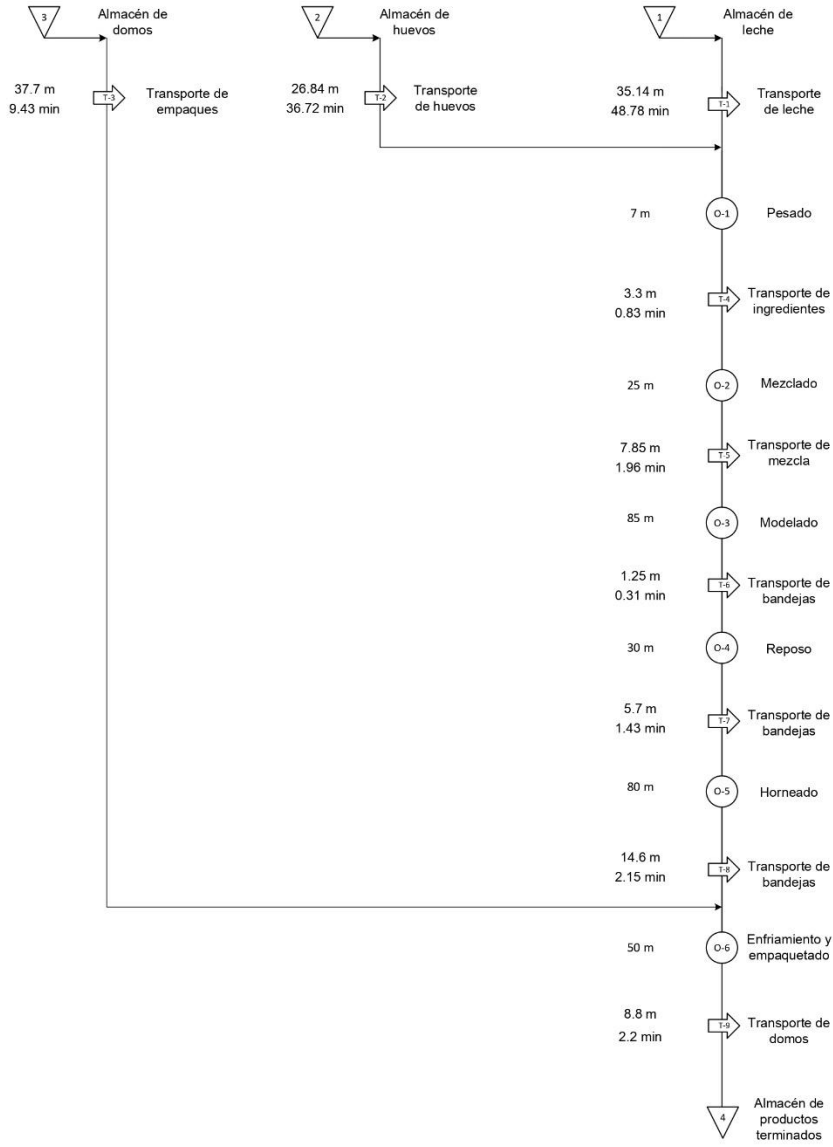 3
Almacén de
domos
2
Almacén de
huevos
1
Almacén de
leche
37.7 m
9.43 min
T-3
Transporte de
empaques
26.84 m
36.72 min
T-2
Transporte
de huevos
35.14 m
48.78 min
T-1
Transporte
de leche
7 m
O-1
Pesado
3.3 m
0.83 min
T-4
Transporte de
ingredientes
25 m
O-2
Mezclado
7.85 m
1.96 min
T-5
Transporte de
mezcla
85 m
O-3
Modelado
1.25 m
0.31 min
T-6
Transporte de
bandejas
30 m
O-4
Reposo
5.7 m
1.43 min
T-7
Transporte de
bandejas
80 m
O-5
Horneado
14.6 m
2.15 min
T-8
Transporte de
bandejas
50 m
O-6
Enfriamiento y
empaquetado
8.8 m
2.2 min
T-9
Transporte de
domos
4
Almacén de
productos
terminados